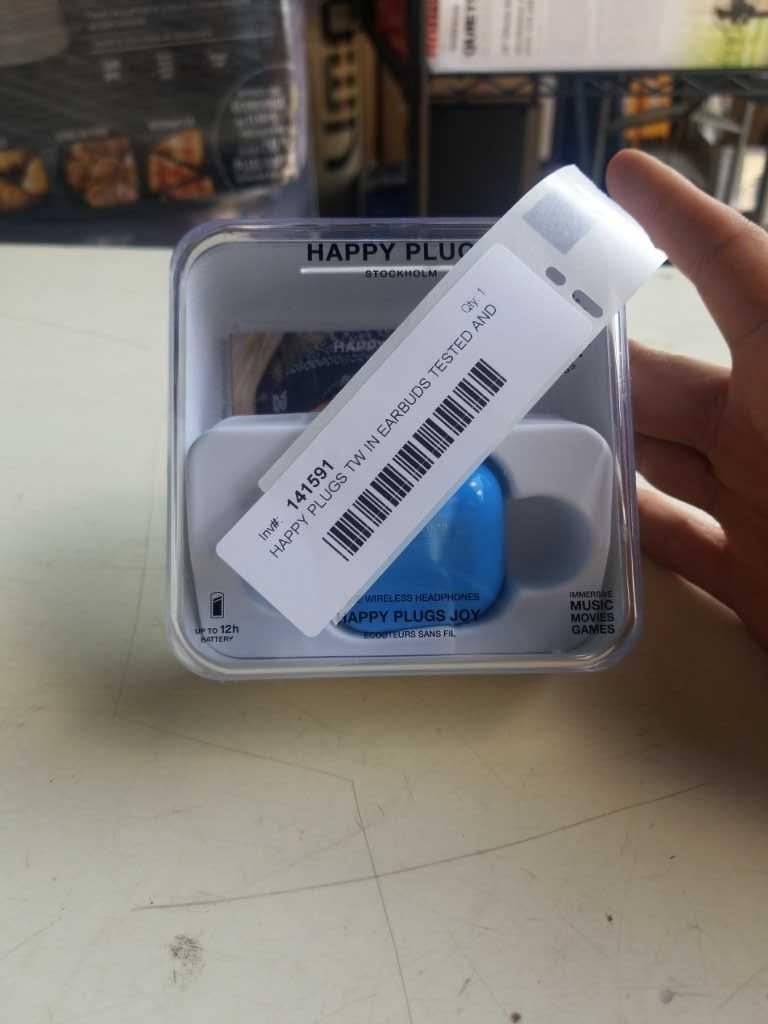 HAPPY PLUG
STOCKHOLM
HAPPY
Qty: 1
Inv#: 141591
HAPPY PLUGS TW IN EARBUDS TESTED AND
WIRELESS HEADPHONES
HAPPY PLUGS JOY
ÉCOUTEURS SANS FIL
UP TO 12h
BATTERY
IMMERSIVE
MUSIC
MOVIES
GAMES